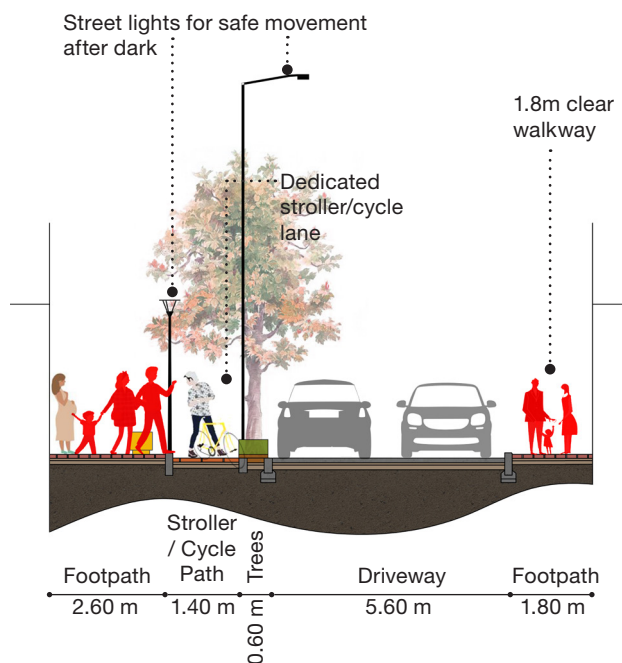 Street lights for safe movement
after dark
1.8m clear
walkway
Dedicated
stroller/cycle
lane
Stroller
/ Cycle
Path
Trees
Footpath
Driveway
Footpath
2.60 m
1.40 m
0.60 m
5.60 m
1.80 m